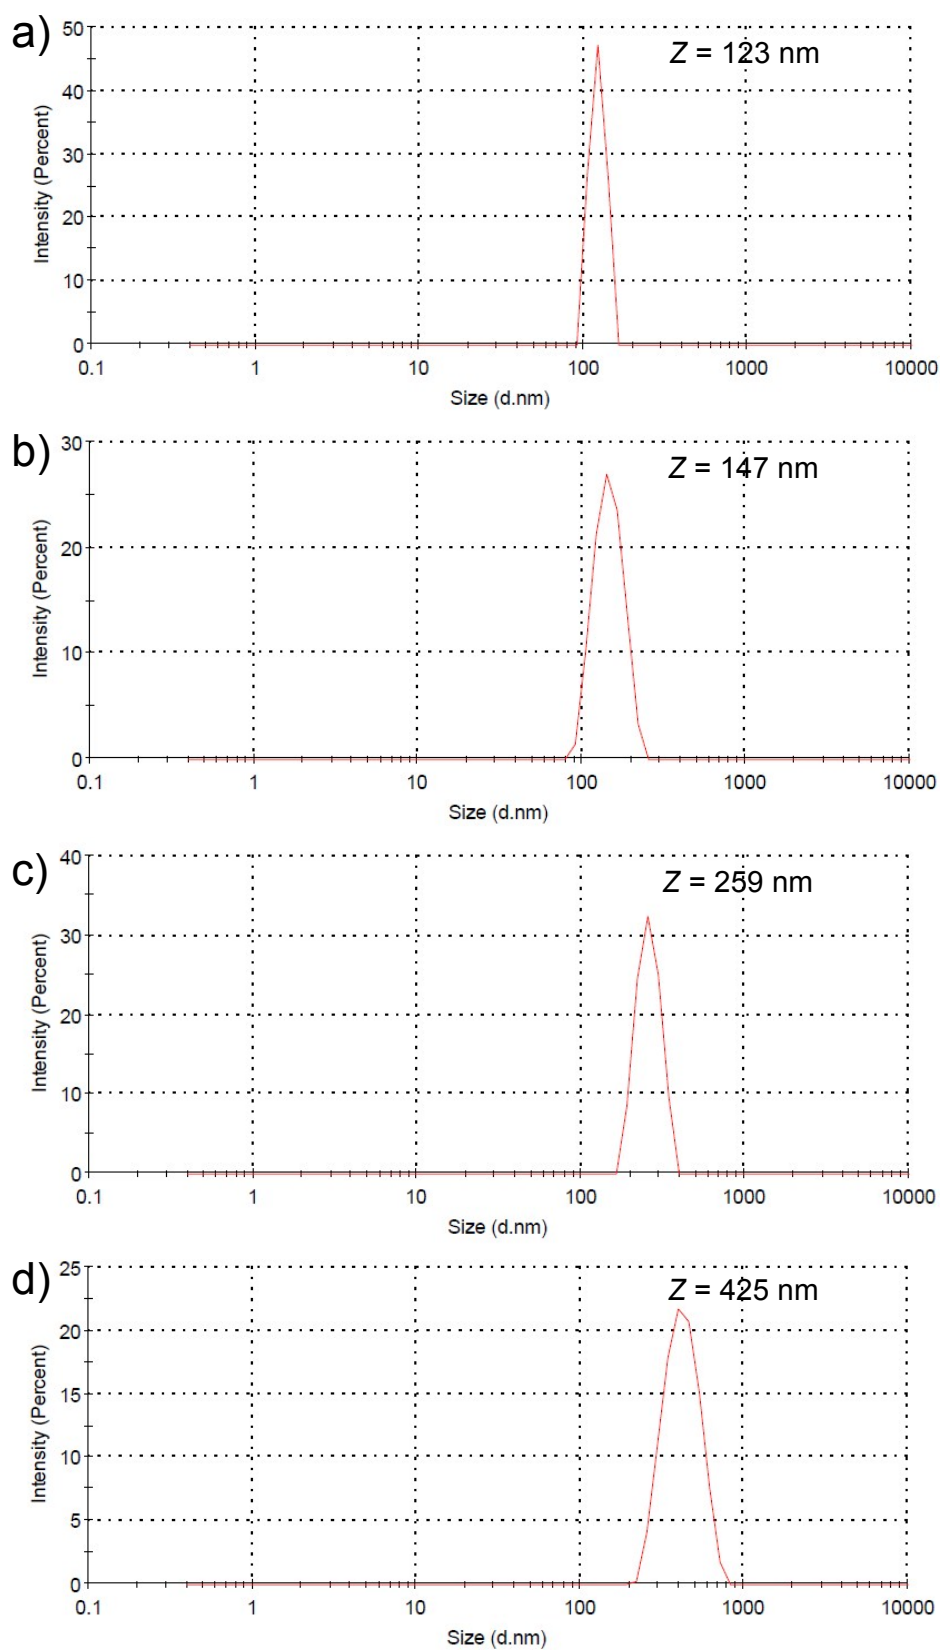 a)
Z = 123 nm
Intensity (Percent)
50
40
30
20
10
0
0.1 1 10 100 1000 10000
Size (d.nm)
b)
Z = 147 nm
Intensity (Percent)
30
20
10
0
0.1 1 10 100 1000 10000
Size (d.nm)
c)
Z = 259 nm
Intensity (Percent)
40
30
20
10
0
0.1 1 10 100 1000 10000
Size (d.nm)
d)
Z = 425 nm
Intensity (Percent)
25
20
15
10
5
0
0.1 1 10 100 1000 10000
Size (d.nm)